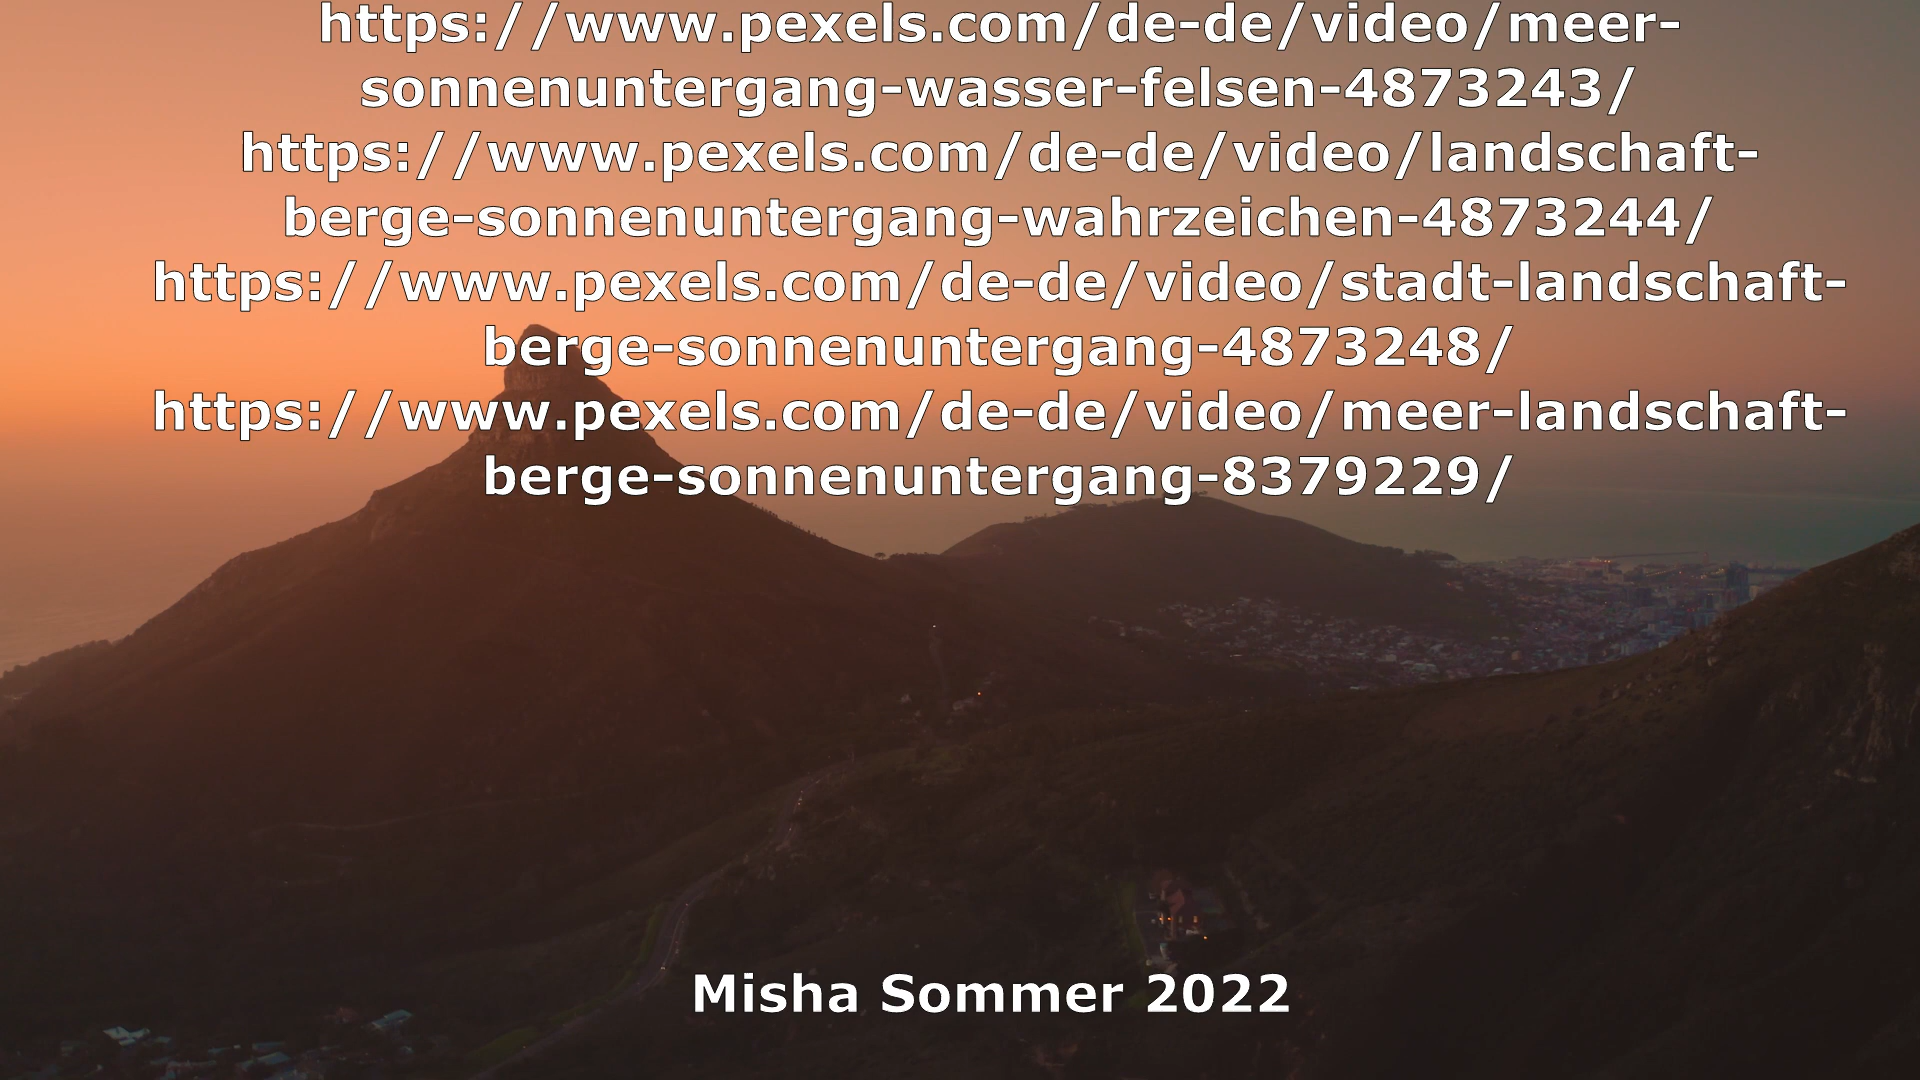 https://www.pexels.com/de-de/video/meer-
sonnenuntergang-wasser-felsen-4873243/
https://www.pexels.com/de-de/video/landschaft-
berge-sonnenuntergang-wahrzeichen-4873244/
https://www.pexels.com/de-de/video/stadt-landschaft-
berge-sonnenuntergang-4873248/
https://www.pexels.com/de-de/video/meer-landschaft-
berge-sonnenuntergang-8379229/
Misha Sommer 2022